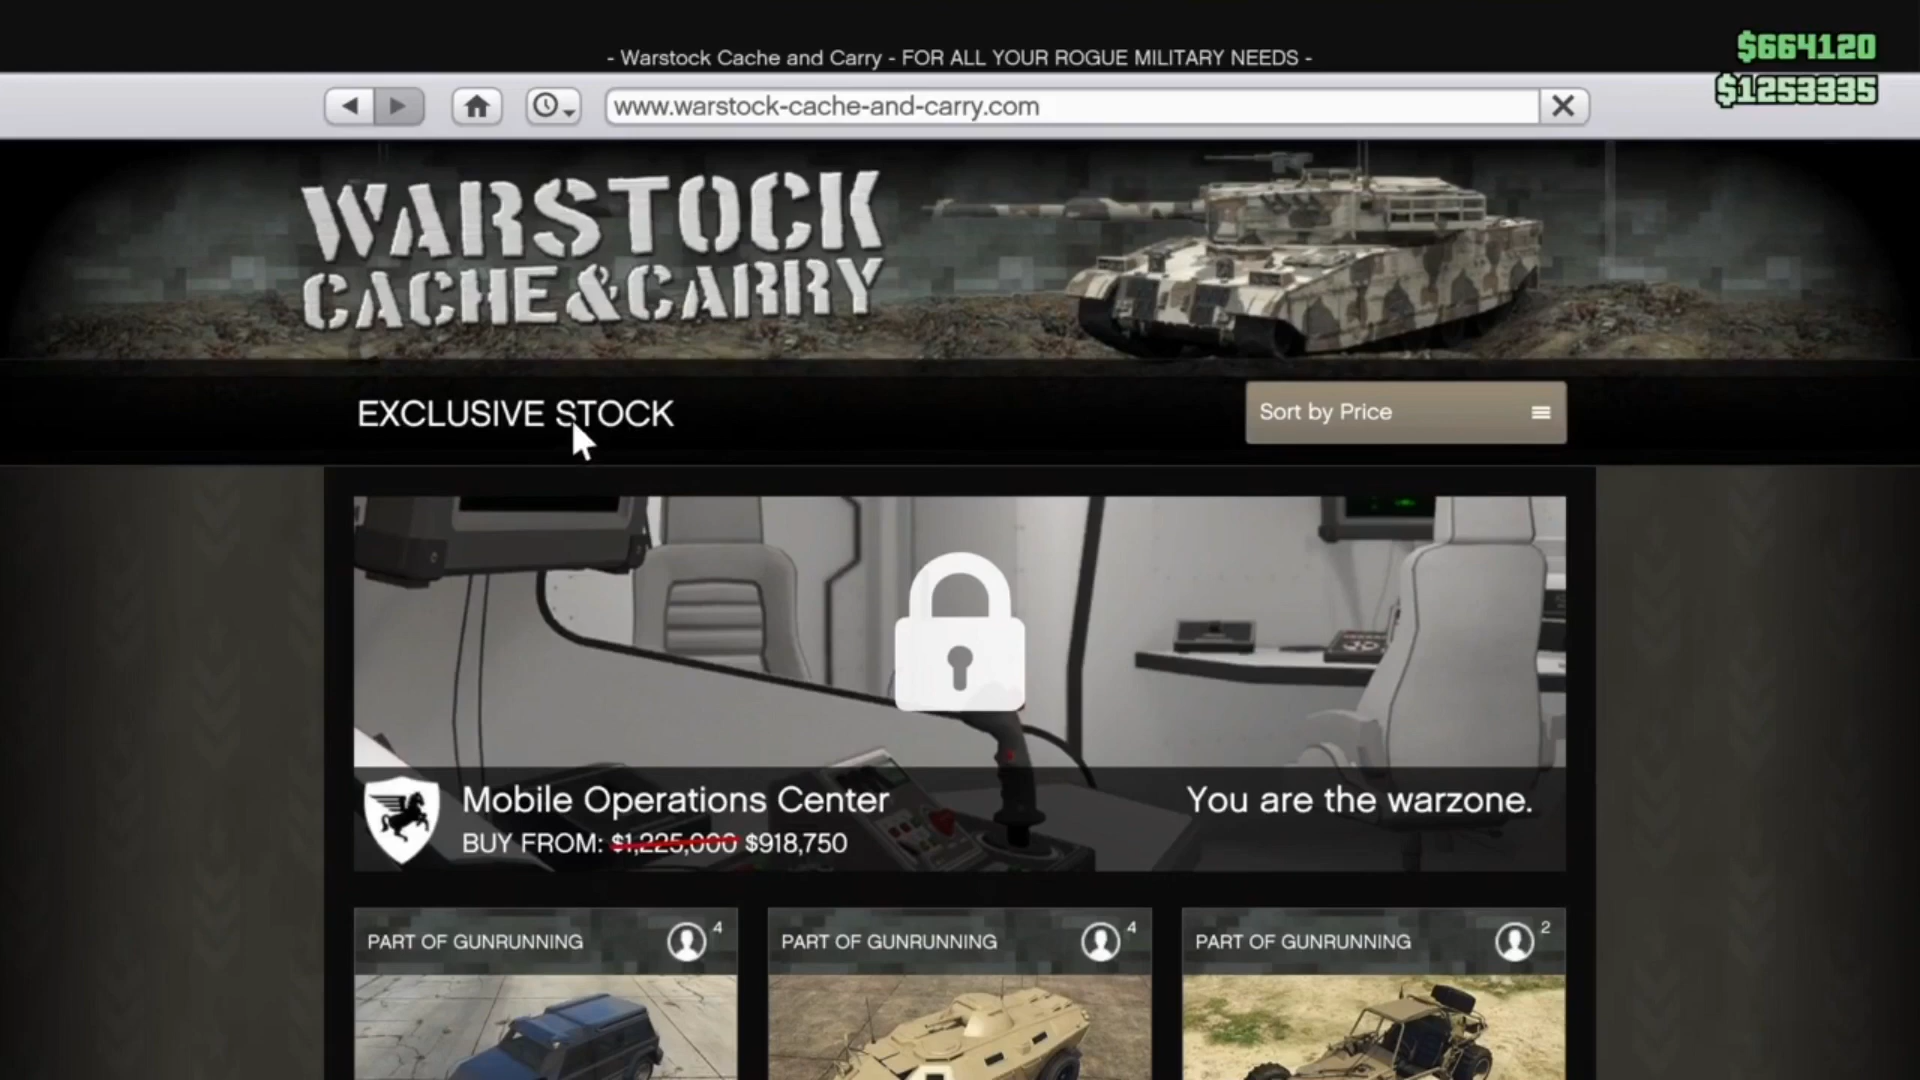 - Warstock Cache and Carry - FOR ALL YOUR ROGUE MILITARY NEEDS -
$664120
$1253335
www.warstock-cache-and-carry.com
WARSTOCK
CACHE&CARRY
EXCLUSIVE STOCK
Sort by Price
Mobile Operations Center
You are the warzone.
BUY FROM: $1,225,000 $918,750
PART OF GUNRUNNING 4
PART OF GUNRUNNING 4
PART OF GUNRUNNING 2